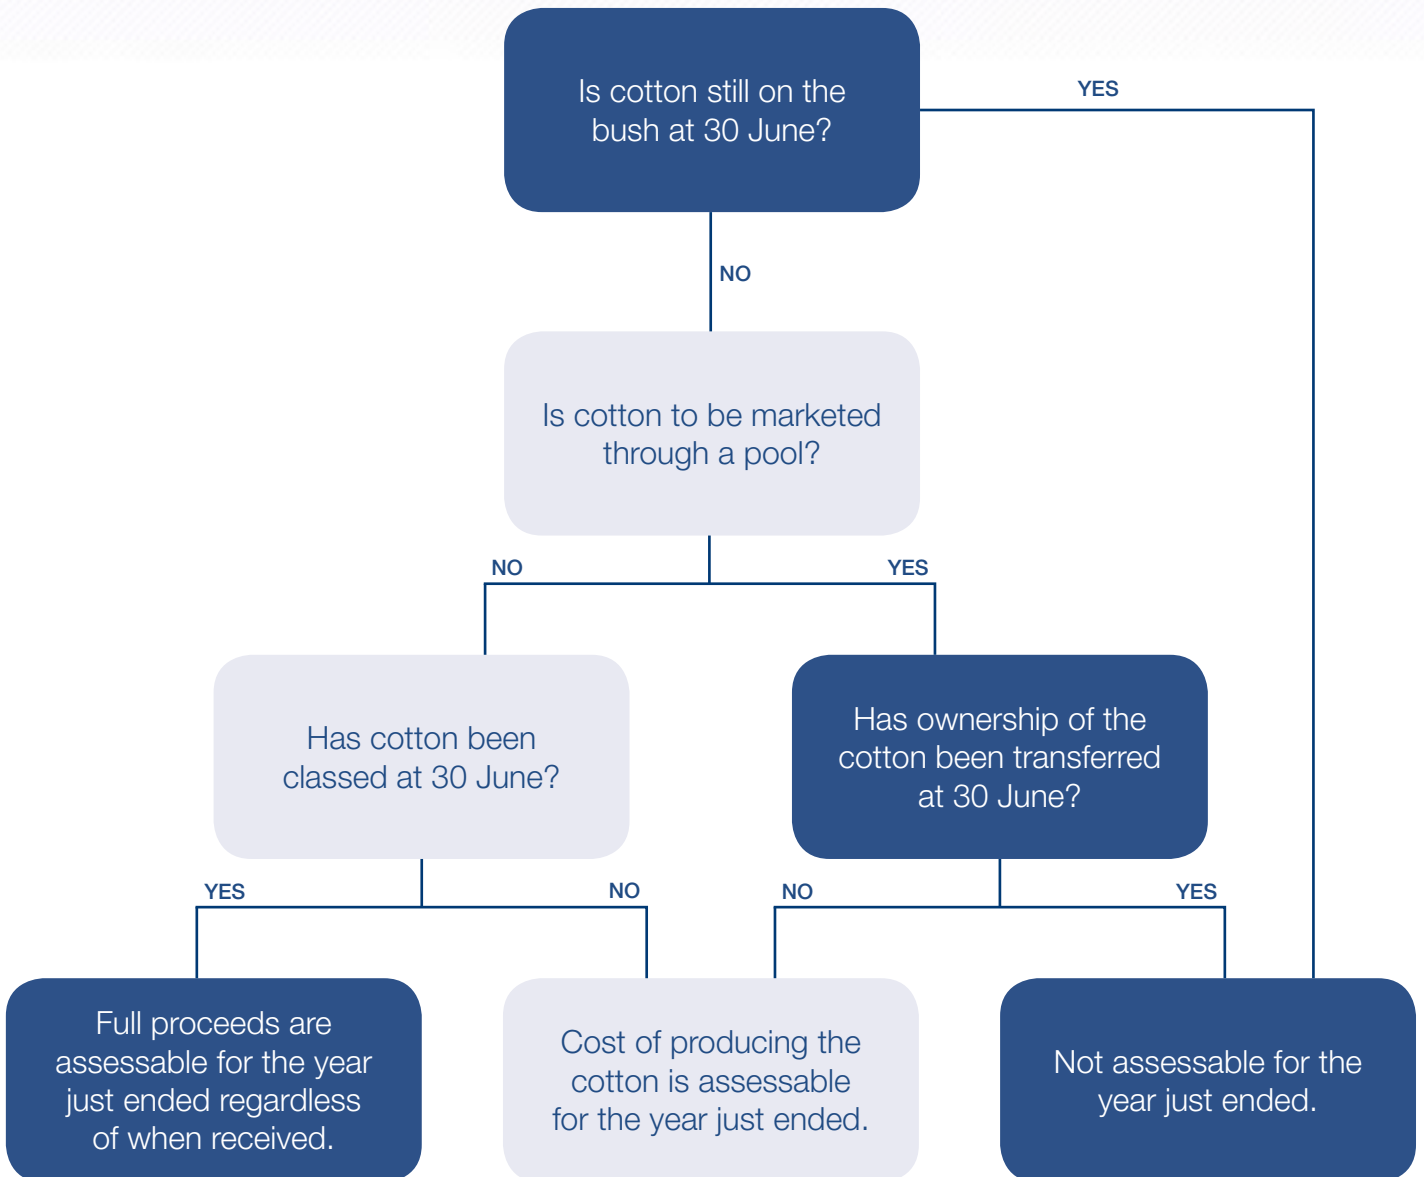 Is cotton still on the
bush at 30 June?
YES
NO
Is cotton to be marketed
through a pool?
NO
YES
Has cotton been
classed at 30 June?
Has ownership of the
cotton been transferred
at 30 June?
YES
NO
NO
YES
Full proceeds are
assessable for the year
just ended regardless
of when received.
Cost of producing the
cotton is assessable
for the year just ended.
Not assessable for the
year just ended.